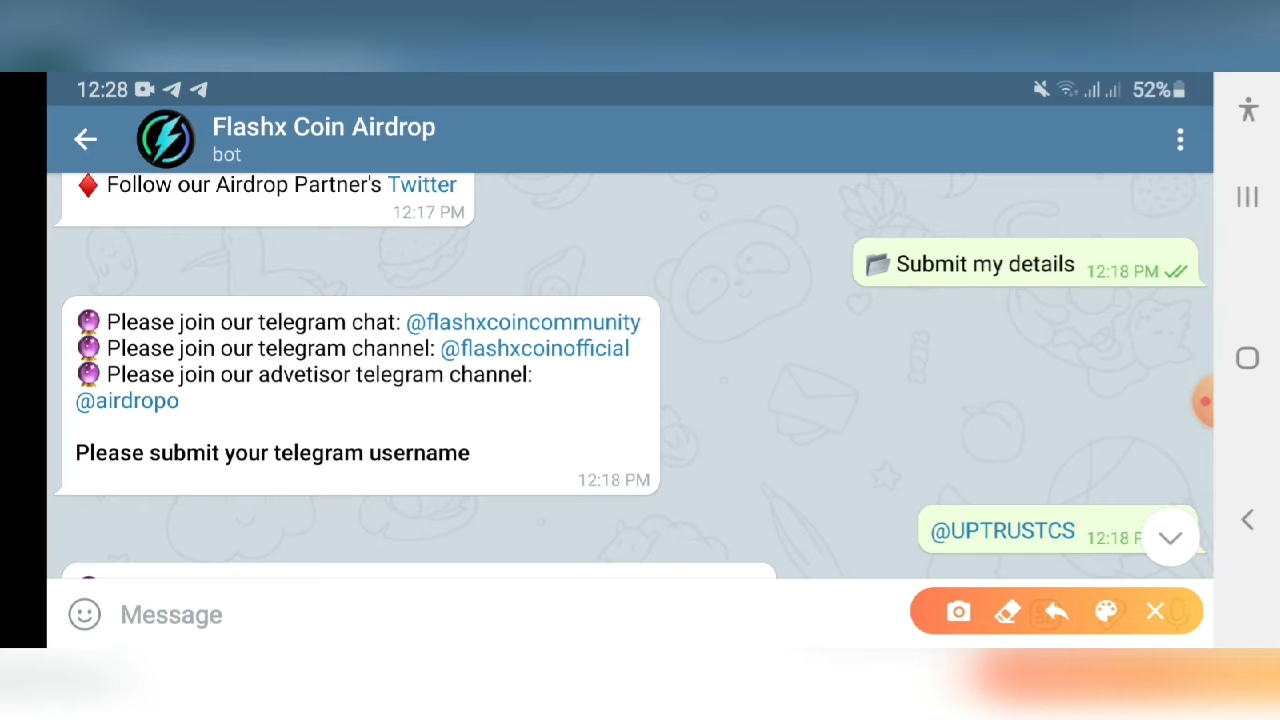 12:28
52%
Flashx Coin Airdrop
bot
Follow our Airdrop Partner's Twitter
12:17 PM
Submit my details 12:18 PM
Please join our telegram chat: @flashxcoincommunity
Please join our telegram channel: @flashxcoinofficial
Please join our advetisor telegram channel:
@airdropo
Please submit your telegram username
12:18 PM
@UPTRUSTCS 12:18
Message